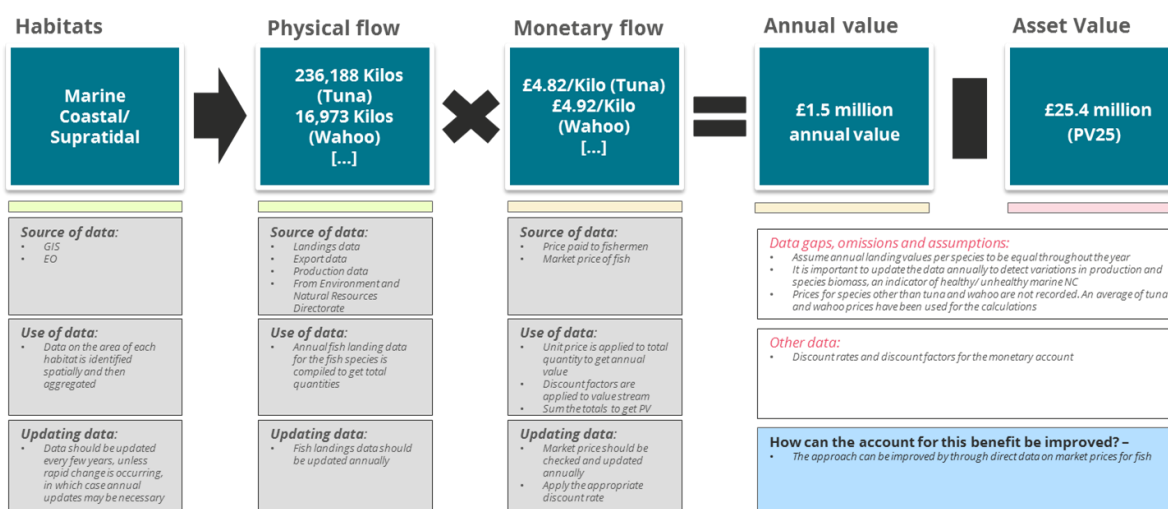 Habitats
Physical flow
Monetary flow
Annual value
Asset Value
Marine
Coastal/
Supratidal
236,188 Kilos
(Tuna)
16,973 Kilos
(Wahoo)
[...]
£4.82/Kilo (Tuna)
£4.92/Kilo
(Wahoo)
[...]
£1.5 million
annual value
£25.4 million
(PV25)
Source of data:
• GIS
• EO
Use of data:
• Data on the area of each
habitat is identified
spatially and then
aggregated
Updating data:
• Data should be updated
every few years, unless
rapid change is occurring,
in which case annual
updates may be necessary
Source of data:
• Landings data
• Export data
• Production data
• From Environment and
Natural Resources
Directorate
Use of data:
• Annual fish landing data
for the fish species is
compiled to get total
quantities
Updating data:
• Fish landings data should
be updated annually
Source of data:
• Price paid to fishermen
• Market price of fish
Use of data:
• Unit price is applied to total
quantity to get annual
value
• Discount factors are
applied to value stream
• Sum the totals to get PV
Updating data:
• Market price should be
checked and updated
annually
• Apply the appropriate
discount rate
Data gaps, omissions and assumptions:
• Assume annual landing values per species to be equal throughout the year
• It is important to update the data annually to detect variations in production and
species biomass, an indicator of healthy/ unhealthy marine NC
• Prices for species other than tuna and wahoo are not recorded. An average of tuna
and wahoo prices have been used for the calculations
Other data:
• Discount rates and discount factors for the monetary account
How can the account for this benefit be improved? –
• The approach can be improved by through direct data on market prices for fish